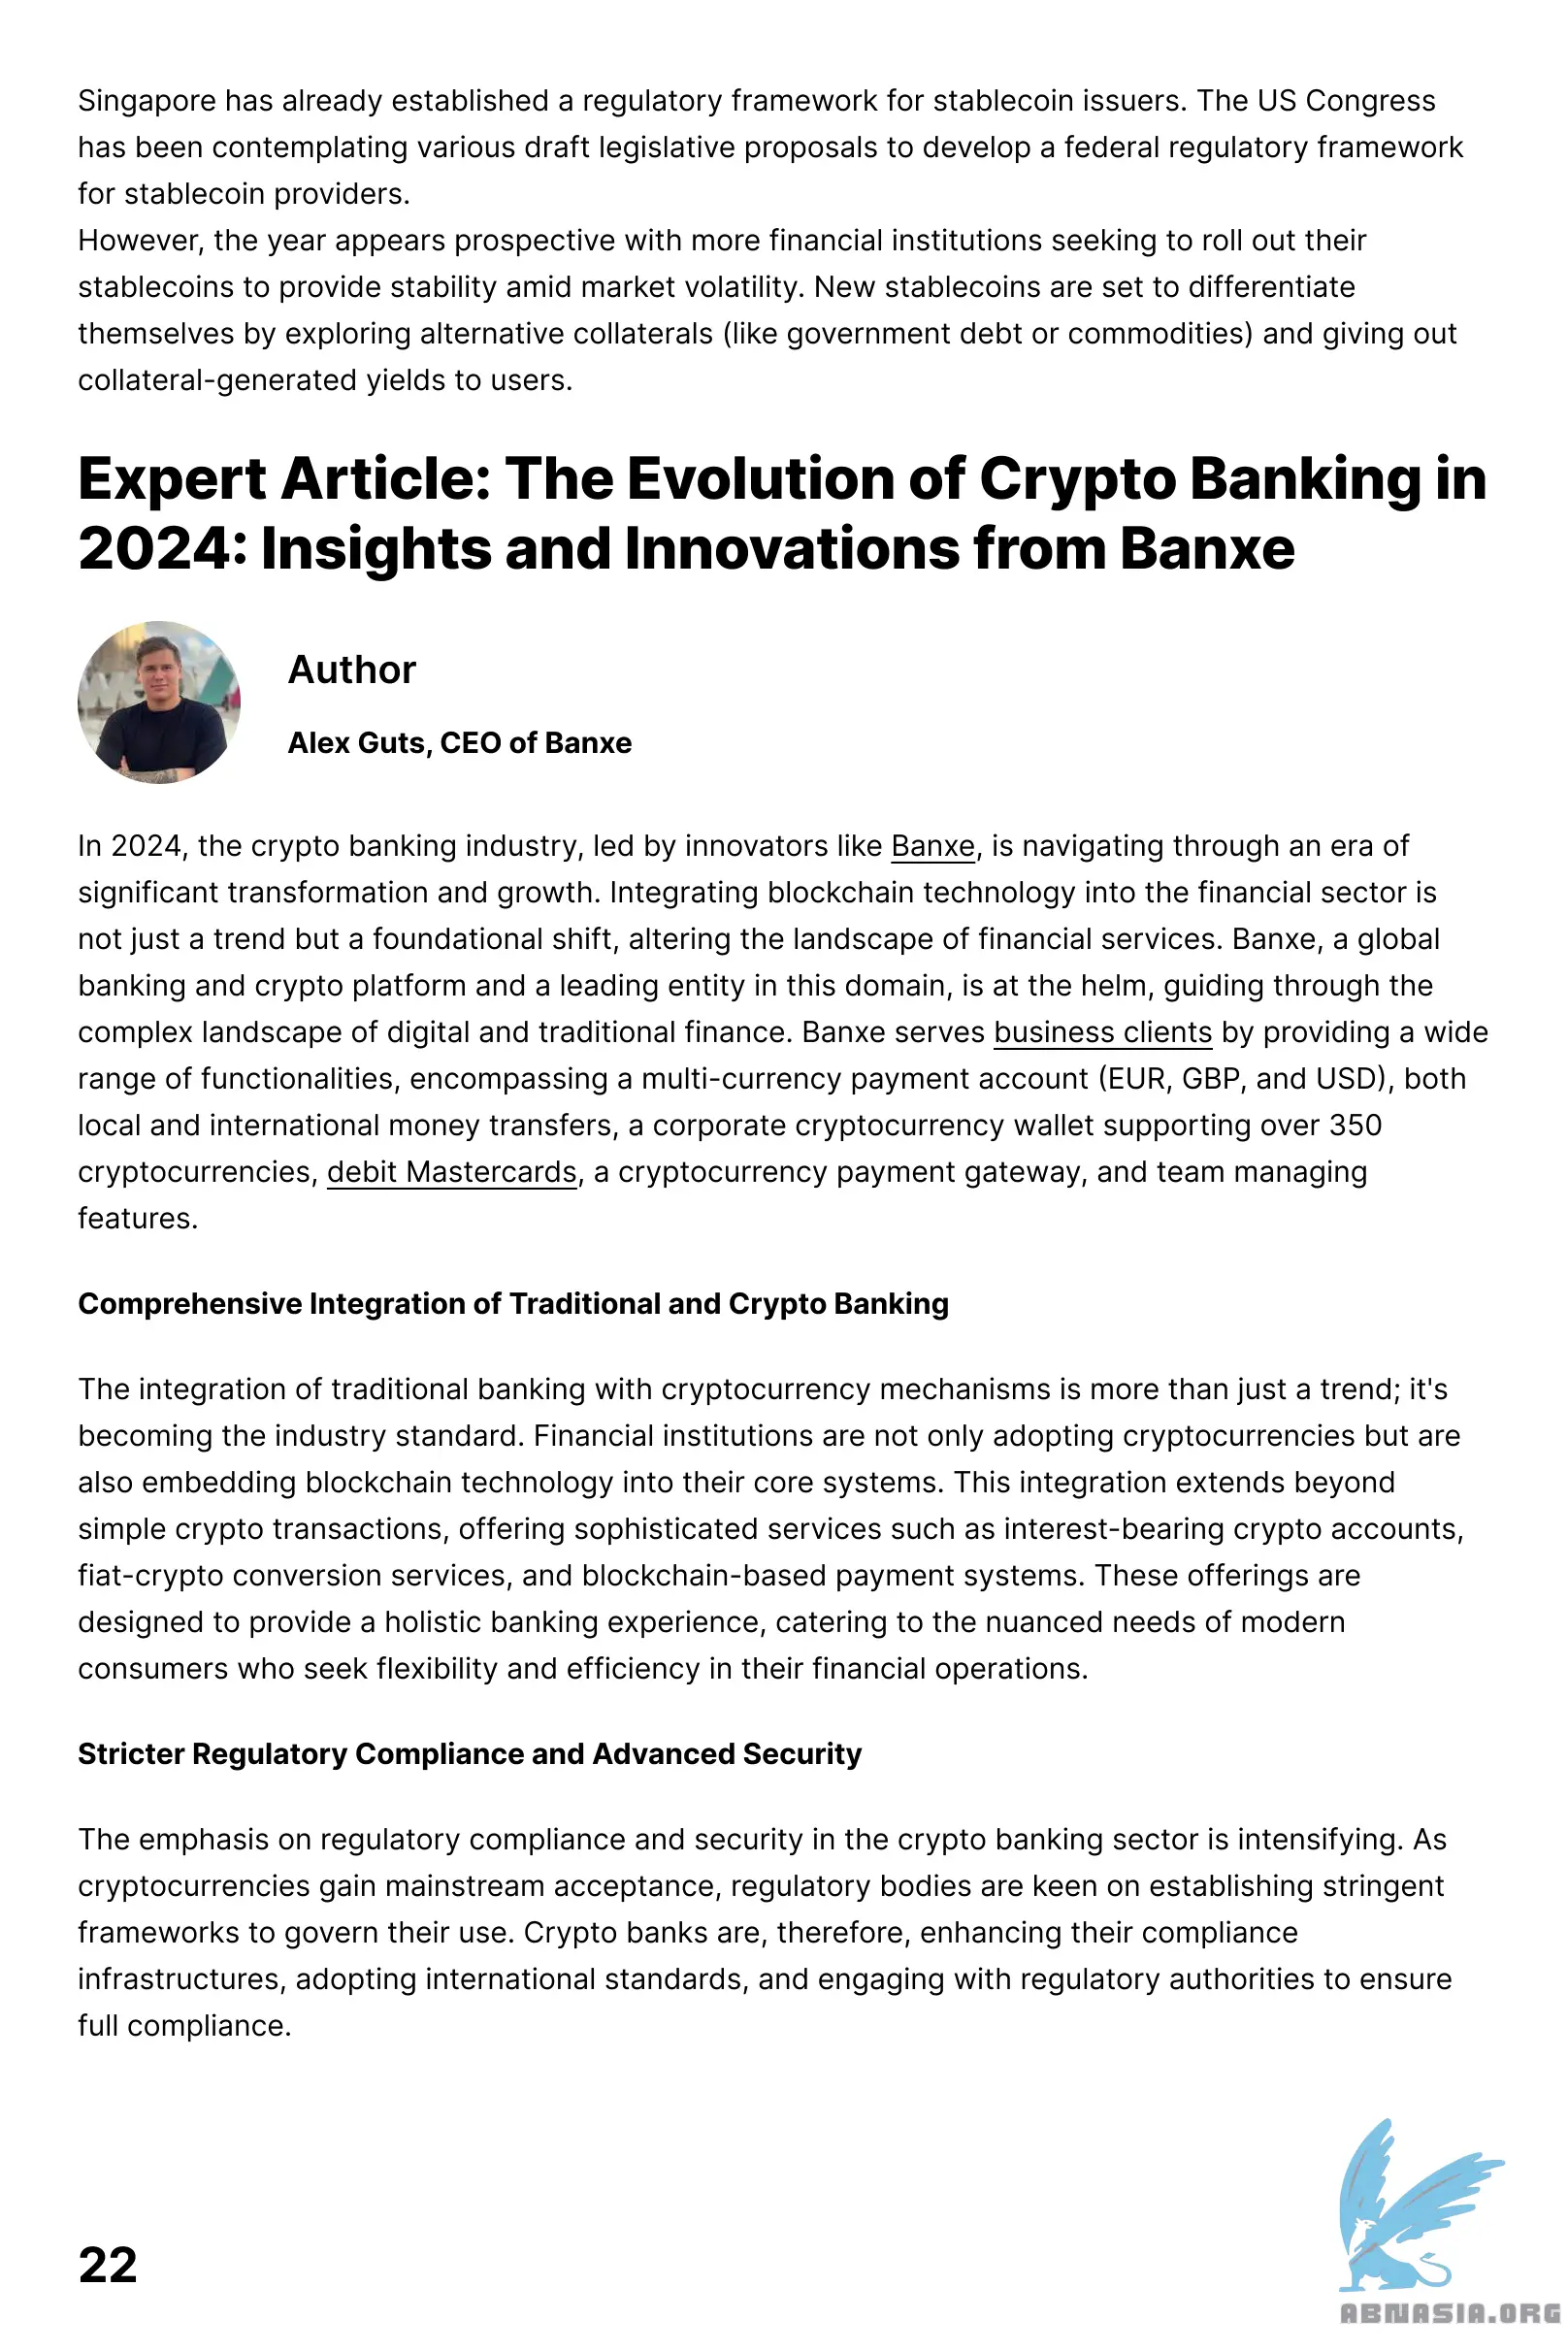 Singapore has already established a regulatory framework for stablecoin issuers. The US Congress
has been contemplating various draft legislative proposals to develop a federal regulatory framework
for stablecoin providers.
However, the year appears prospective with more financial institutions seeking to roll out their
stablecoins to provide stability amid market volatility. New stablecoins are set to differentiate
themselves by exploring alternative collaterals (like government debt or commodities) and giving out
collateral-generated yields to users.
Expert Article: The Evolution of Crypto Banking in
2024: Insights and Innovations from Banxe
Author
Alex Guts, CEO of Banxe
In 2024, the crypto banking industry, led by innovators like Banxe, is navigating through an era of
significant transformation and growth. Integrating blockchain technology into the financial sector is
not just a trend but a foundational shift, altering the landscape of financial services. Banxe, a global
banking and crypto platform and a leading entity in this domain, is at the helm, guiding through the
complex landscape of digital and traditional finance. Banxe serves business clients by providing a wide
range of functionalities, encompassing a multi-currency payment account (EUR, GBP, and USD), both
local and international money transfers, a corporate cryptocurrency wallet supporting over 350
cryptocurrencies, debit Mastercards, a cryptocurrency payment gateway, and team managing
features.
Comprehensive Integration of Traditional and Crypto Banking
The integration of traditional banking with cryptocurrency mechanisms is more than just a trend; it's
becoming the industry standard. Financial institutions are not only adopting cryptocurrencies but are
also embedding blockchain technology into their core systems. This integration extends beyond
simple crypto transactions, offering sophisticated services such as interest-bearing crypto accounts,
fiat-crypto conversion services, and blockchain-based payment systems. These offerings are
designed to provide a holistic banking experience, catering to the nuanced needs of modern
consumers who seek flexibility and efficiency in their financial operations.
Stricter Regulatory Compliance and Advanced Security
The emphasis on regulatory compliance and security in the crypto banking sector is intensifying. As
cryptocurrencies gain mainstream acceptance, regulatory bodies are keen on establishing stringent
frameworks to govern their use. Crypto banks are, therefore, enhancing their compliance
infrastructures, adopting international standards, and engaging with regulatory authorities to ensure
full compliance.
22
ABNASIA.ORG